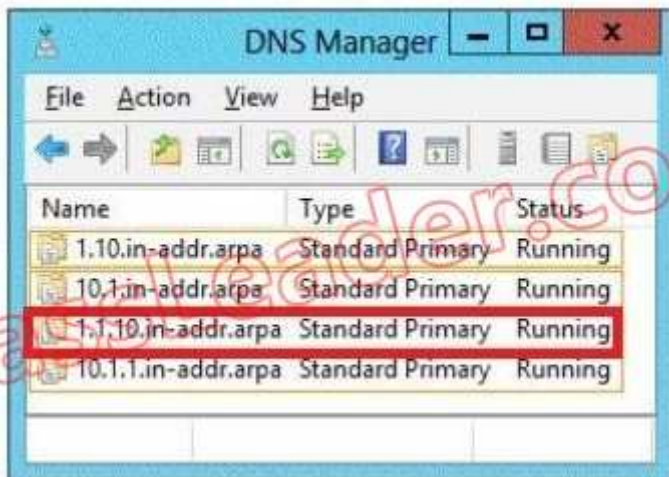 DNS Manager
File Action View Help
Name Type Status
1.10.in-addr.arpa Standard Primary Running
10.1.in-addr.arpa Standard Primary Running
1.1.10.in-addr.arpa Standard Primary Running
10.1.1.in-addr.arpa Standard Primary Running